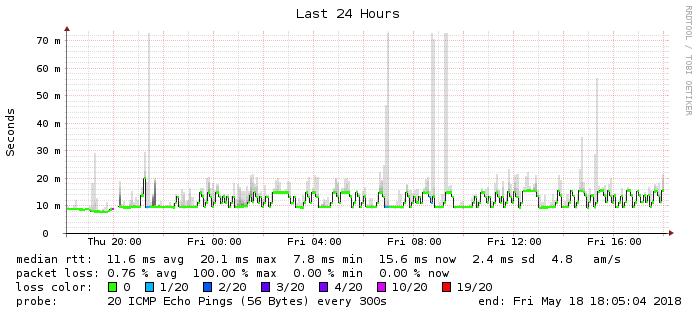 Last 24 Hours
RRDTOOL / TOBI OETIKER
Seconds
70 m
60 m
50 m
40 m
30 m
20 m
10 m
0
Thu 20:00 Fri 00:00 Fri 04:00 Fri 08:00 Fri 12:00 Fri 16:00
median rtt: 11.6 ms avg 20.1 ms max 7.8 ms min 15.6 ms now 2.4 ms sd 4.8 am/s
packet loss: 0.76 % avg 100.00 % max 0.00 % min 0.00 % now
loss color: 0 1/20 2/20 3/20 4/20 10/20 19/20
probe: 20 ICMP Echo Pings (56 Bytes) every 300s end: Fri May 18 18:05:04 2018